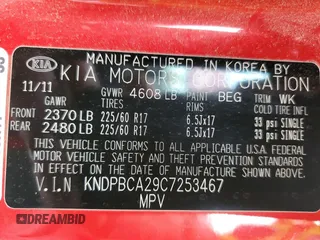 MANUFACTURED IN KOREA BY
KIA KIA MOTORS CORPORATION
11/11 GVWR 4608 LB PAINT BEG TRIM WK
GAWR TIRES RIMS COLD TIRE INFL
FRONT 2370 LB 225/60 R17 6.5Jx17 33 psi SINGLE
REAR 2480 LB 225/60 R17 6.5Jx17 33 psi SINGLE
THIS VEHICLE CONFORMS TO ALL APPLICABLE U.S.A FEDERAL
MOTOR VEHICLE SAFETY AND THEFT PREVENTION STANDARDS
IN EFFECT ON THE DATE OF MANUFACTURE SHOWN ABOVE
V.I.N KNDPBCA29C7253467
MPV
DREAMBID